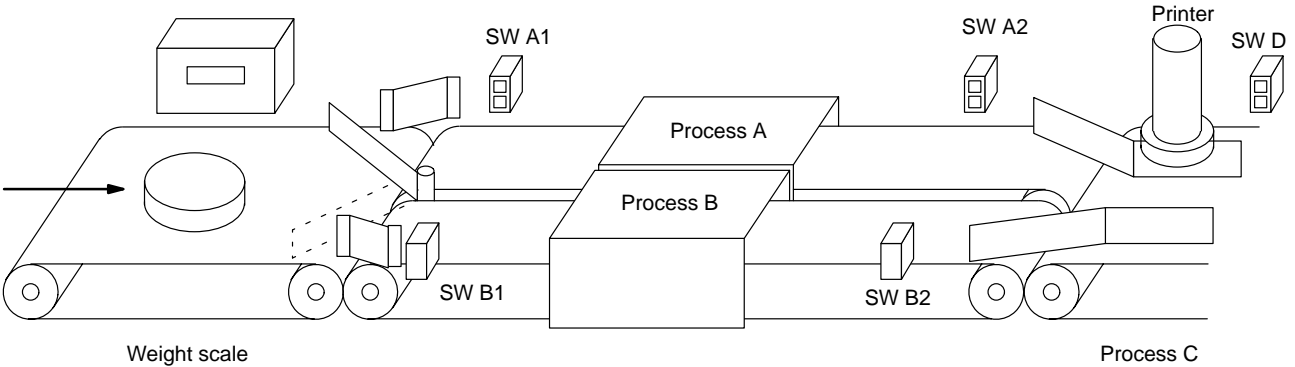 Printer
SW A1
SW A2
SW D
Process A
Process B
SW B1
SW B2
Weight scale
Process C